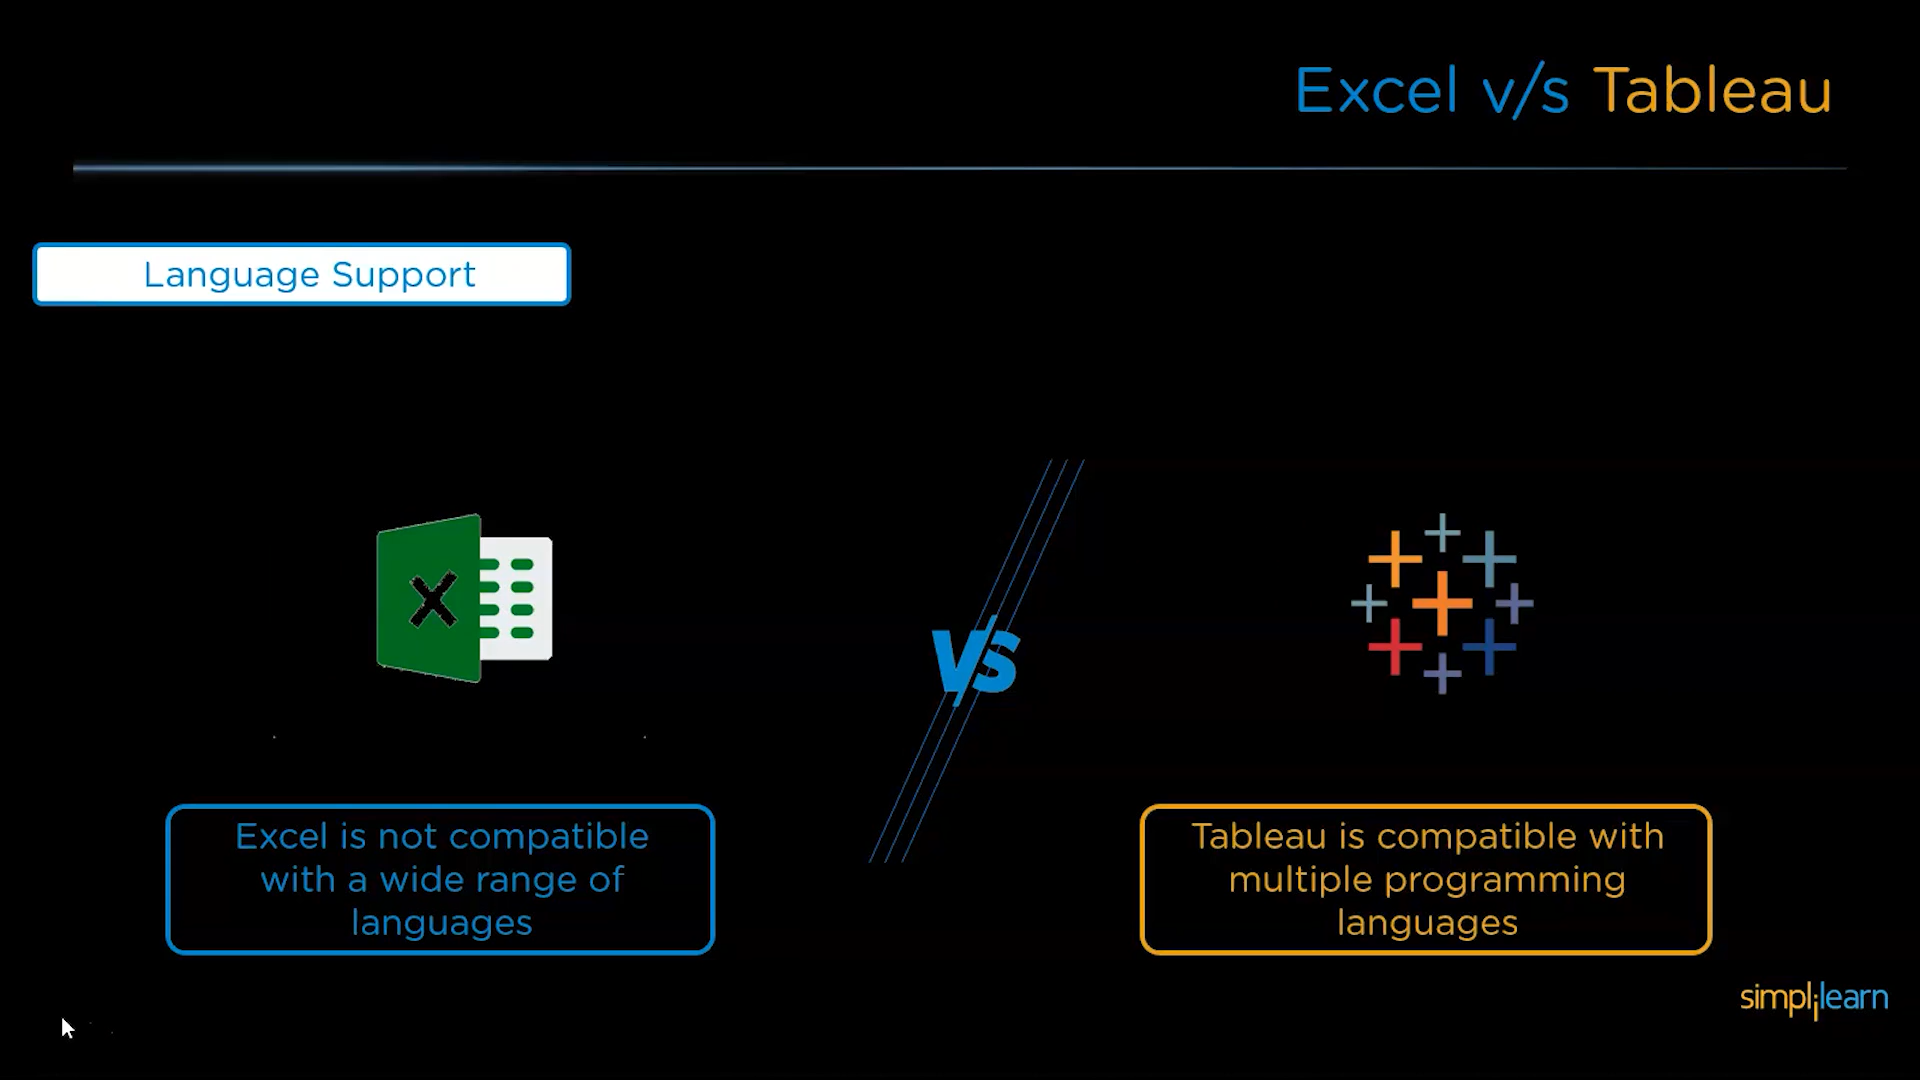 Excel v/s Tableau
Language Support
VS
Excel is not compatible
with a wide range of
languages
Tableau is compatible with
multiple programming
languages
simplilearn